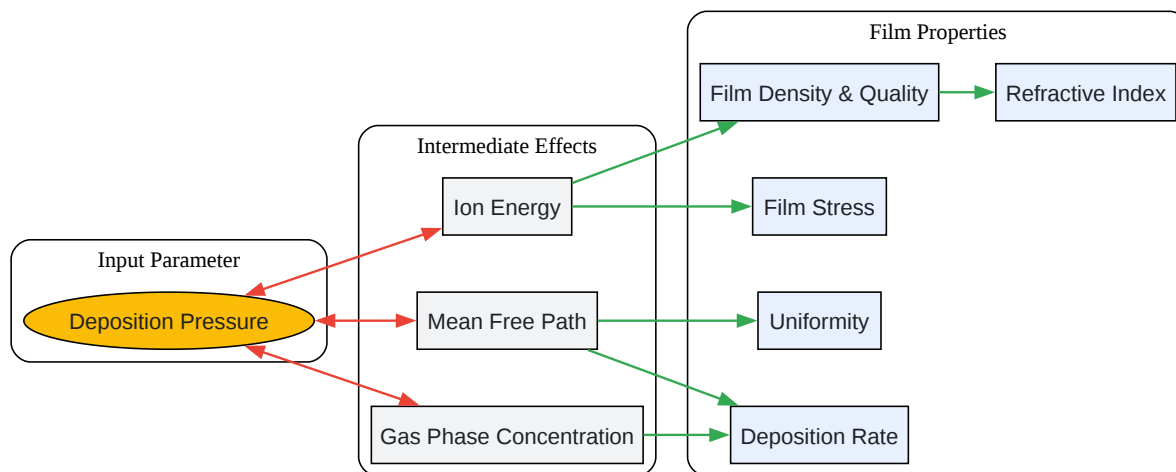 Input Parameter
Deposition Pressure
Intermediate Effects
Ion Energy
Mean Free Path
Gas Phase Concentration
Film Properties
Film Density & Quality
Refractive Index
Film Stress
Uniformity
Deposition Rate